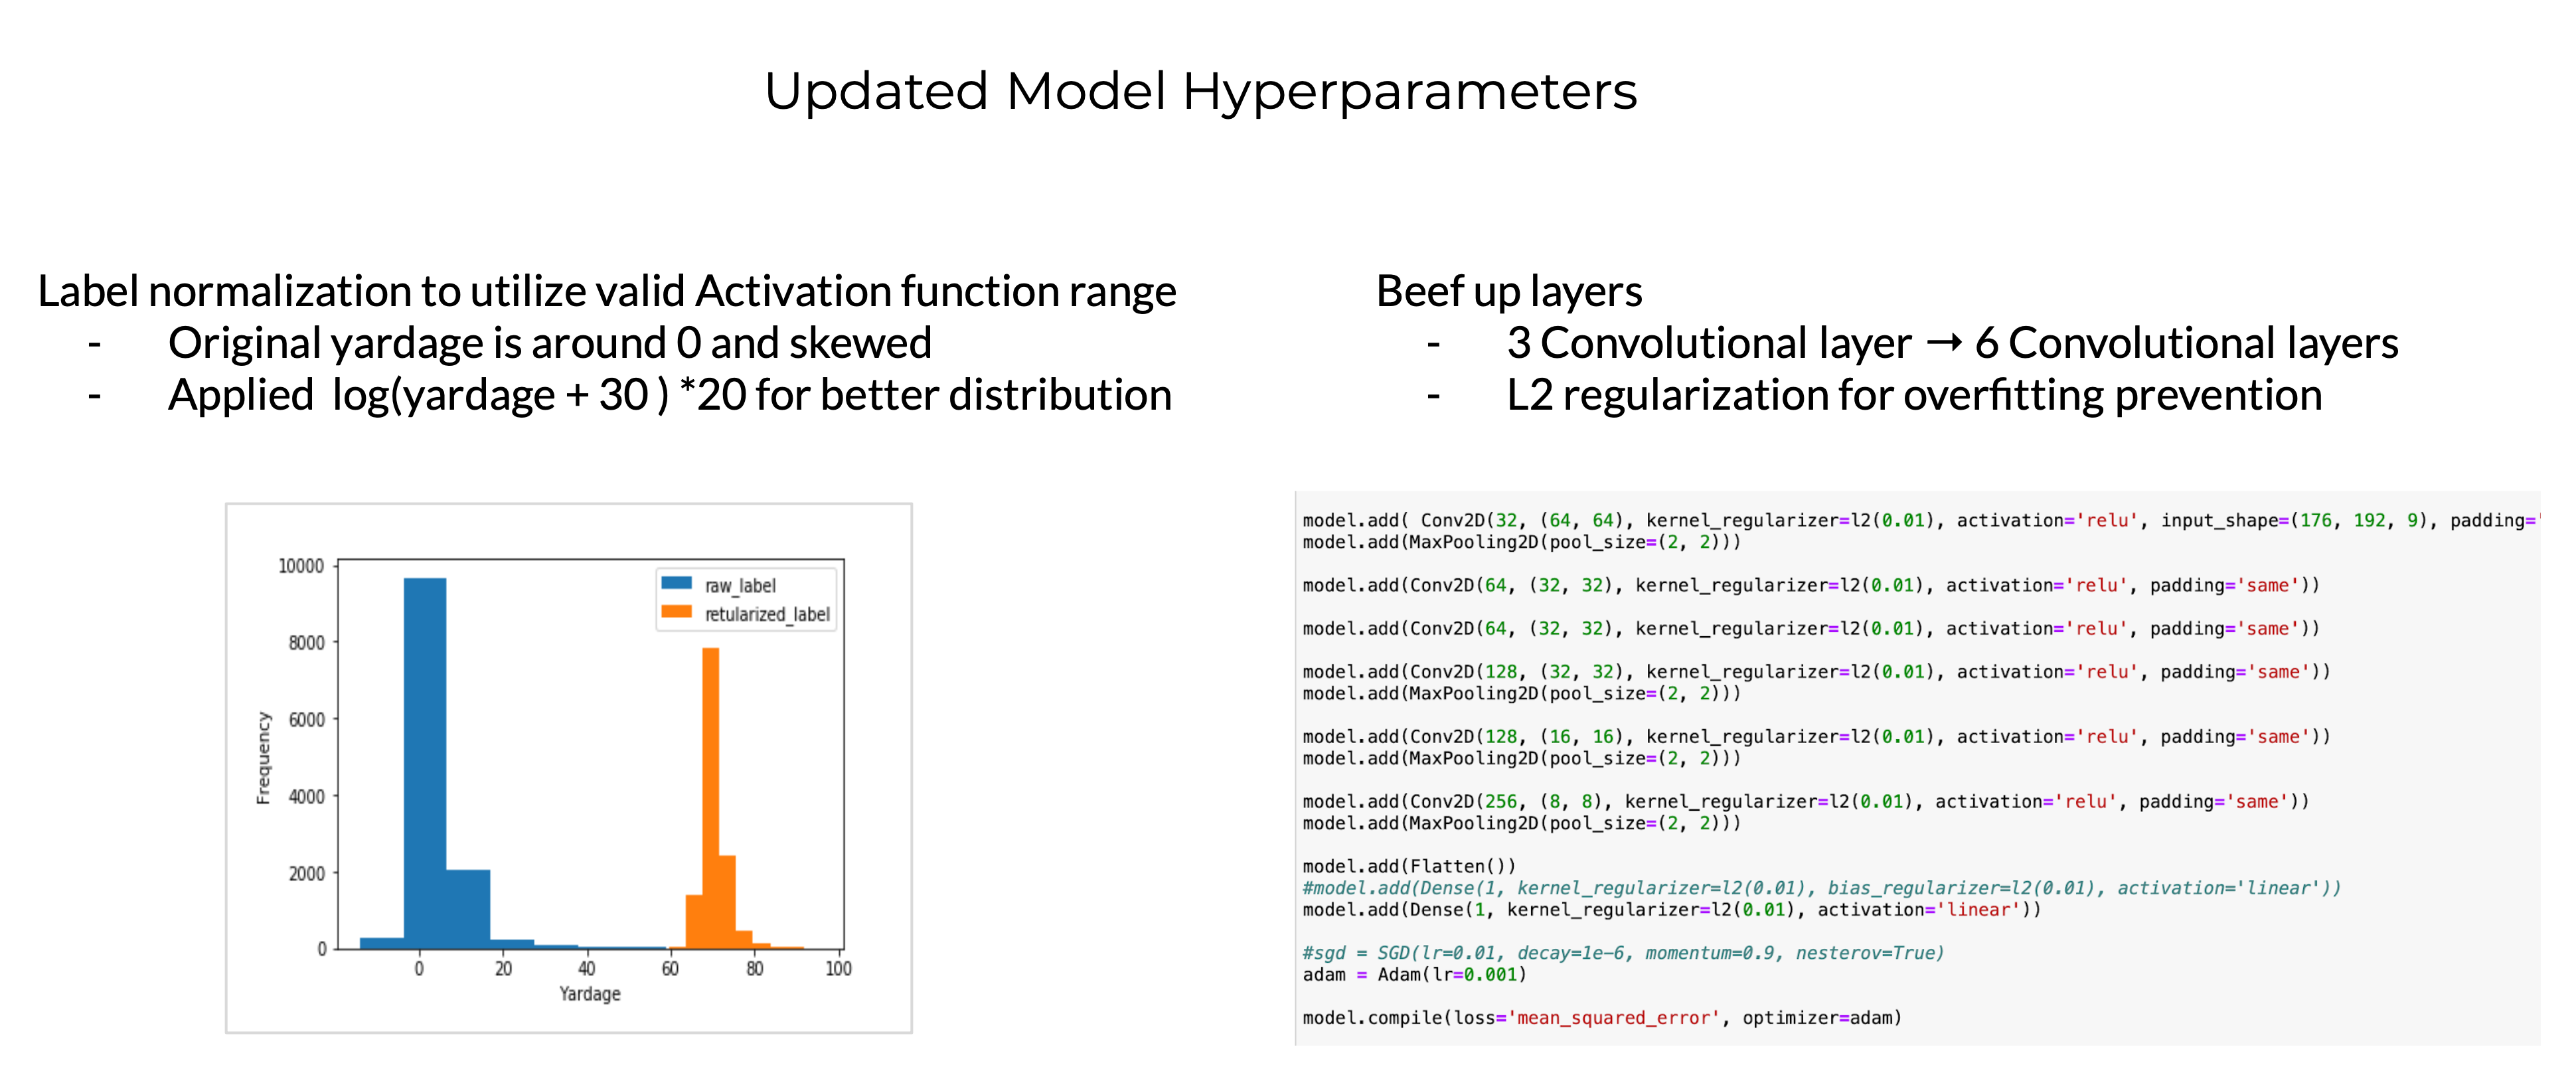 Updated Model Hyperparameters
Label normalization to utilize valid Activation function range
- Original yardage is around 0 and skewed
- Applied log(yardage + 30 ) *20 for better distribution
Beef up layers
- 3 Convolutional layer → 6 Convolutional layers
- L2 regularization for overfitting prevention
10000
8000
6000
4000
2000
0
Frequency
raw_label
retularized_label
0 20 40 60 80 100
Yardage
model.add( Conv2D(32, (64, 64), kernel_regularizer=l2(0.01), activation='relu', input_shape=(176, 192, 9), padding='
model.add(MaxPooling2D(pool_size=(2, 2)))
model.add(Conv2D(64, (32, 32), kernel_regularizer=l2(0.01), activation='relu', padding='same'))
model.add(Conv2D(64, (32, 32), kernel_regularizer=l2(0.01), activation='relu', padding='same'))
model.add(Conv2D(128, (32, 32), kernel_regularizer=l2(0.01), activation='relu', padding='same'))
model.add(MaxPooling2D(pool_size=(2, 2)))
model.add(Conv2D(128, (16, 16), kernel_regularizer=l2(0.01), activation='relu', padding='same'))
model.add(MaxPooling2D(pool_size=(2, 2)))
model.add(Conv2D(256, (8, 8), kernel_regularizer=l2(0.01), activation='relu', padding='same'))
model.add(MaxPooling2D(pool_size=(2, 2)))
model.add(Flatten())
#model.add(Dense(1, kernel_regularizer=l2(0.01), bias_regularizer=l2(0.01), activation='linear'))
model.add(Dense(1, kernel_regularizer=l2(0.01), activation='linear'))
#sgd = SGD(lr=0.01, decay=1e-6, momentum=0.9, nesterov=True)
adam = Adam(lr=0.001)
model.compile(loss='mean_squared_error', optimizer=adam)